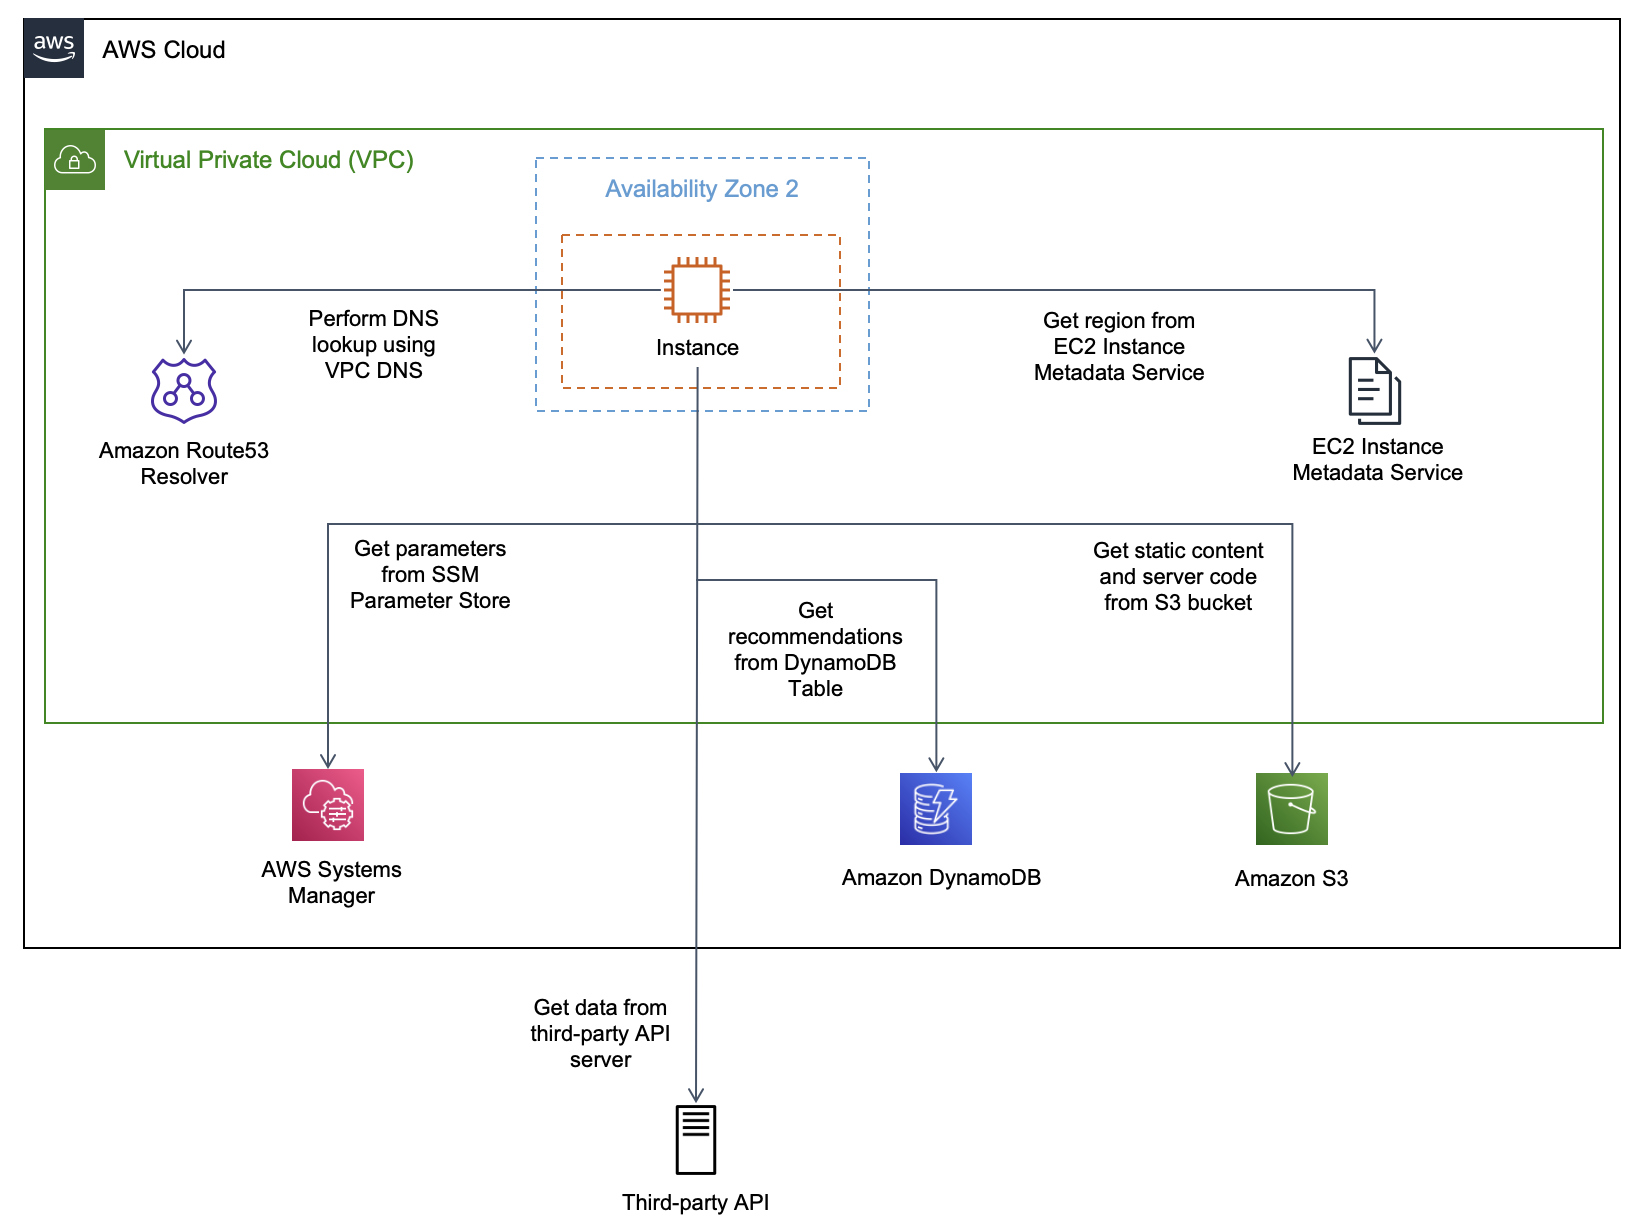 aws
AWS Cloud
Virtual Private Cloud (VPC)
Availability Zone 2
Instance
Perform DNS
lookup using
VPC DNS
Get region from
EC2 Instance
Metadata Service
Amazon Route53
Resolver
EC2 Instance
Metadata Service
Get parameters
from SSM
Parameter Store
Get
recommendations
from DynamoDB
Table
Get static content
and server code
from S3 bucket
AWS Systems
Manager
Amazon DynamoDB
Amazon S3
Get data from
third-party API
server
Third-party API